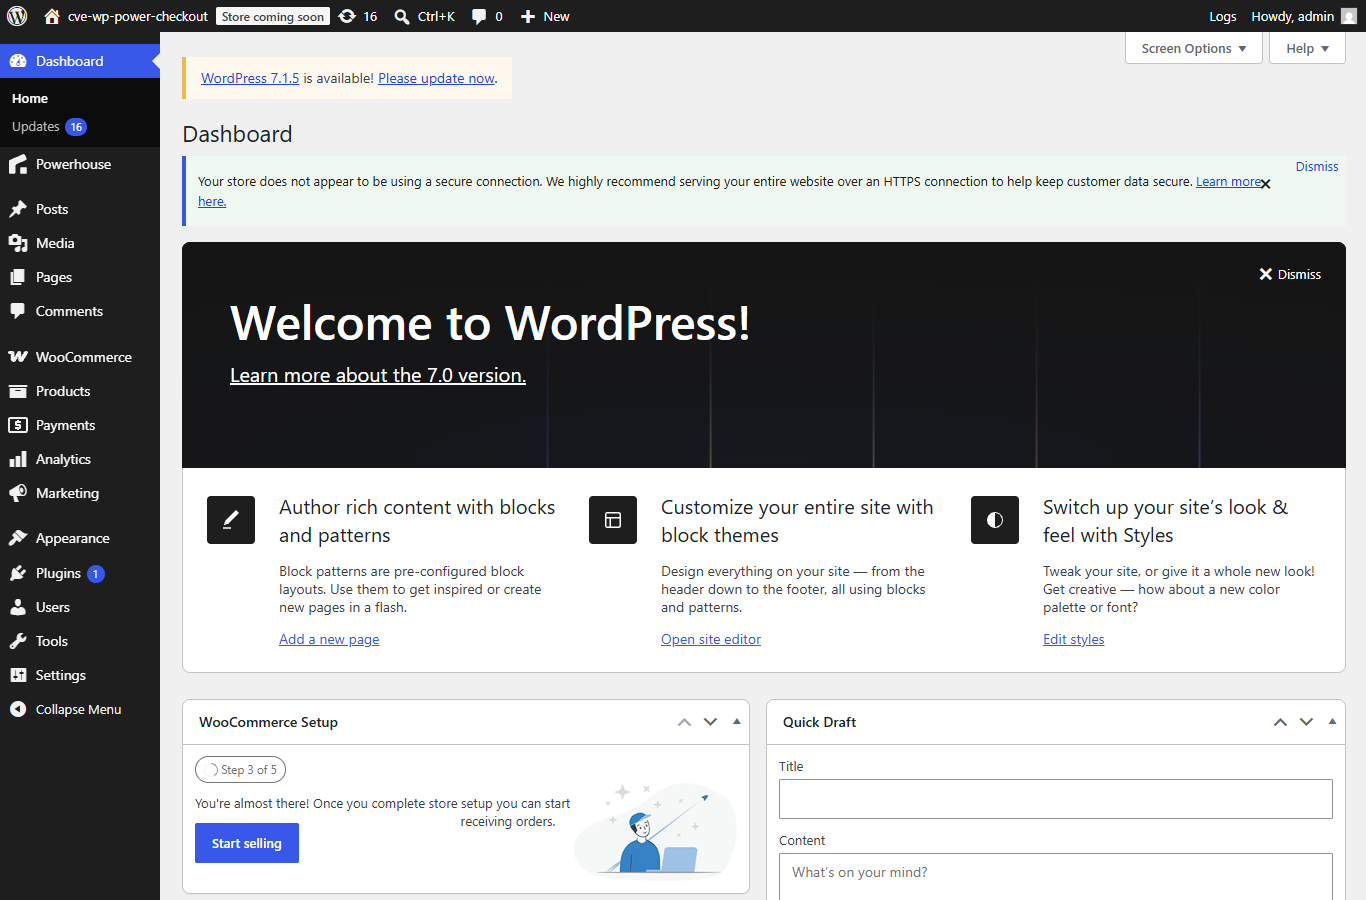 cve-wp-power-checkout Store coming soon 16 Ctrl+K 0 New Logs Howdy, admin
Screen Options Help
Dashboard
Home
Updates 16
Powerhouse
Posts
Media
Pages
Comments
WooCommerce
Products
Payments
Analytics
Marketing
Appearance
Plugins 1
Users
Tools
Settings
Collapse Menu
WordPress 7.1.5 is available! Please update now.
Dashboard
Dismiss
Your store does not appear to be using a secure connection. We highly recommend serving your entire website over an HTTPS connection to help keep customer data secure. Learn more
here.
Dismiss
Welcome to WordPress!
Learn more about the 7.0 version.
Author rich content with blocks
and patterns
Block patterns are pre-configured block
layouts. Use them to get inspired or create
new pages in a flash.
Add a new page
Customize your entire site with
block themes
Design everything on your site — from the
header down to the footer, all using blocks
and patterns.
Open site editor
Switch up your site’s look &
feel with Styles
Tweak your site, or give it a whole new look!
Get creative — how about a new color
palette or font?
Edit styles
WooCommerce Setup
Step 3 of 5
You're almost there! Once you complete store setup you can start
receiving orders.
Start selling
Quick Draft
Title
Content
What’s on your mind?